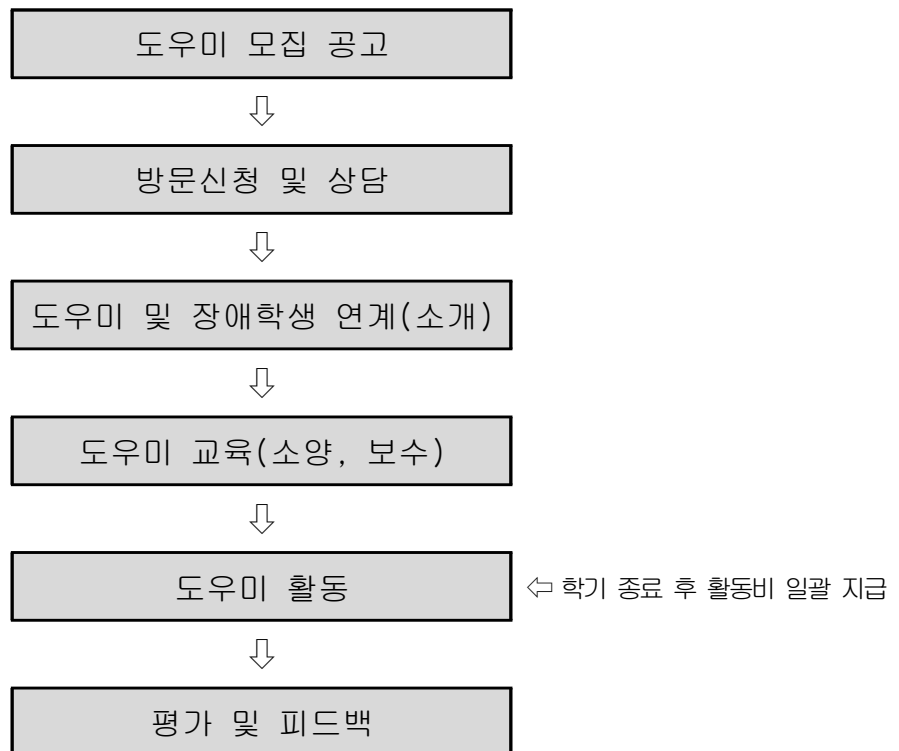 도우미 모집 공고
⇩
방문신청 및 상담
⇩
도우미 및 장애학생 연계(소개)
⇩
도우미 교육(소양, 보수)
⇩
도우미 활동 ⇦ 학기 종료 후 활동비 일괄 지급
⇩
평가 및 피드백